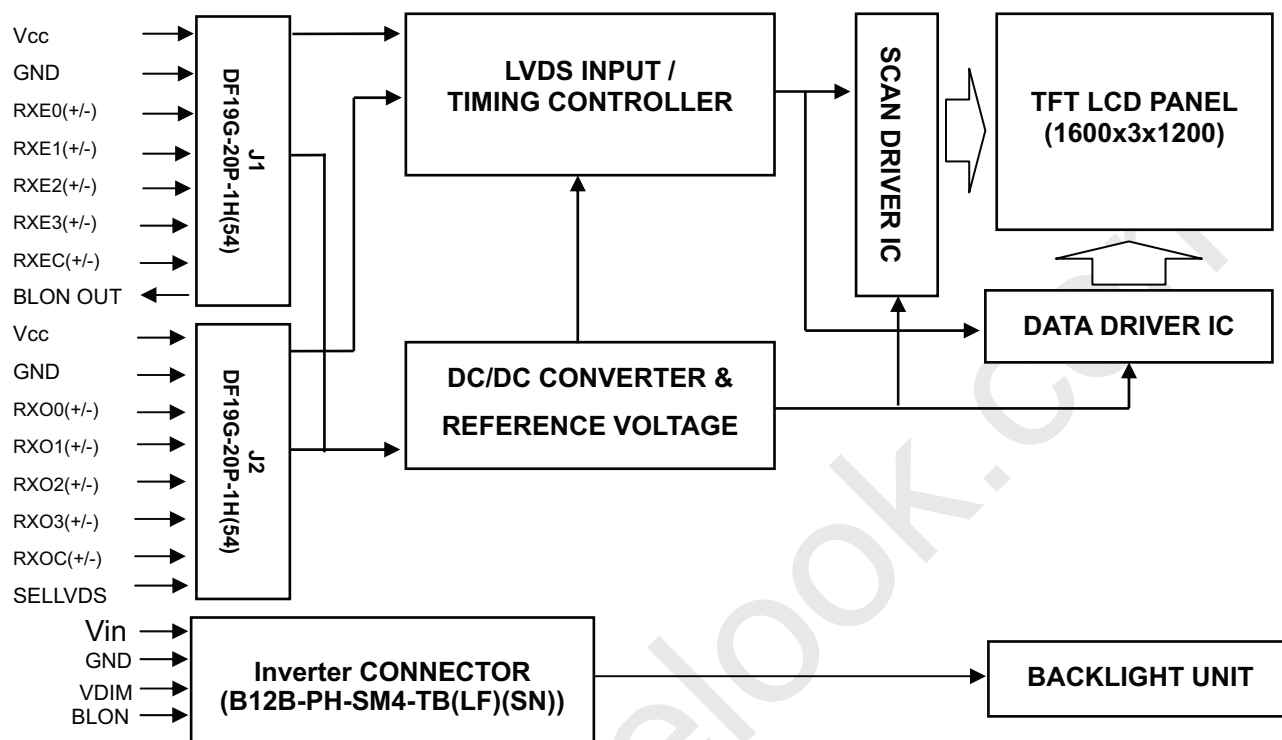 Vcc
GND
RXE0(+/-)
RXE1(+/-)
RXE2(+/-)
RXE3(+/-)
RXEC(+/-)
BLON OUT
J1
DF19G-20P-1H(54)
Vcc
GND
RXO0(+/-)
RXO1(+/-)
RXO2(+/-)
RXO3(+/-)
RXOC(+/-)
SELLVDS
J2
DF19G-20P-1H(54)
LVDS INPUT /
TIMING CONTROLLER
DC/DC CONVERTER &
REFERENCE VOLTAGE
SCAN DRIVER IC
TFT LCD PANEL
(1600x3x1200)
DATA DRIVER IC
Vin
GND
VDIM
BLON
Inverter CONNECTOR
(B12B-PH-SM4-TB(LF)(SN))
BACKLIGHT UNIT
elook.c